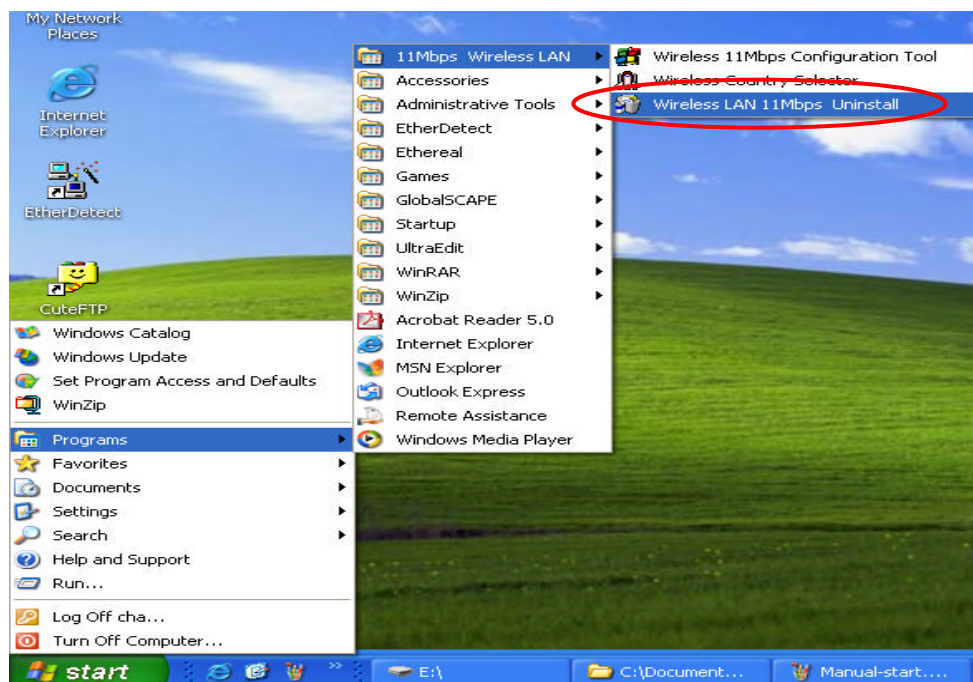 My Network
Places
Internet
Explorer
EtherDetect
CuteFTP
Windows Catalog
Windows Update
Set Program Access and Defaults
WinZip
Programs
Favorites
Documents
Settings
Search
Help and Support
Run...
Log Off cha...
Turn Off Computer...
11Mbps Wireless LAN
Accessories
Administrative Tools
EtherDetect
Ethereal
Games
GlobalSCAPE
Startup
UltraEdit
WinRAR
WinZip
Acrobat Reader 5.0
Internet Explorer
MSN Explorer
Outlook Express
Remote Assistance
Windows Media Player
Wireless 11Mbps Configuration Tool
Wireless Country Selector
Wireless LAN 11Mbps Uninstall
start
E:\
C:\Document...
Manual-start....